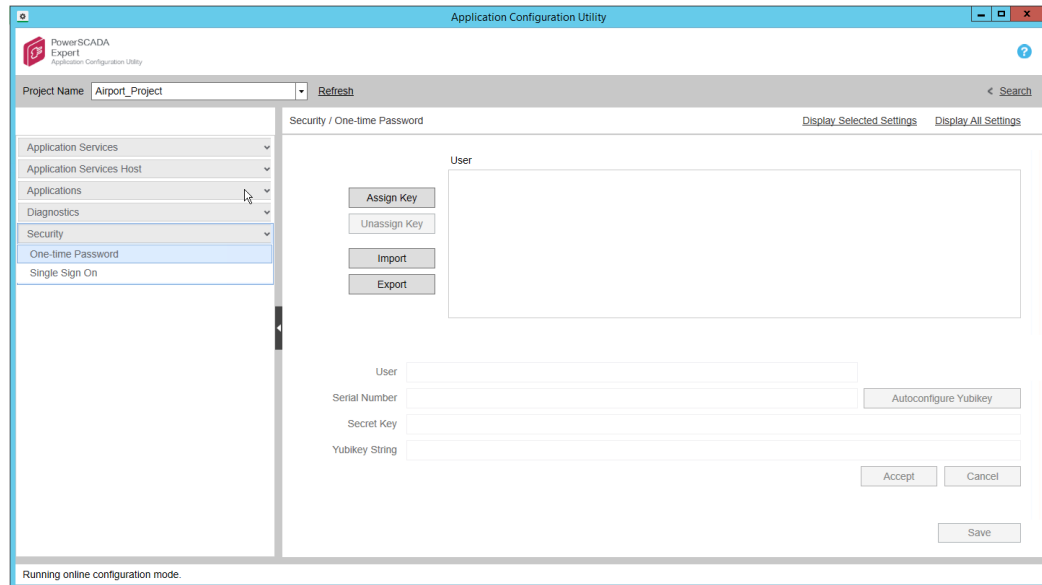 Application Configuration Utility
PowerSCADA
Expert
Application Configuration Utility
?
Project Name Airport_Project Refresh < Search
Security / One-time Password Display Selected Settings Display All Settings
Application Services
Application Services Host
Applications
Diagnostics
Security
One-time Password
Single Sign On
User
Assign Key
Unassign Key
Import
Export
User
Serial Number Autoconfigure Yubikey
Secret Key
Yubikey String
Accept Cancel
Save
Running online configuration mode.